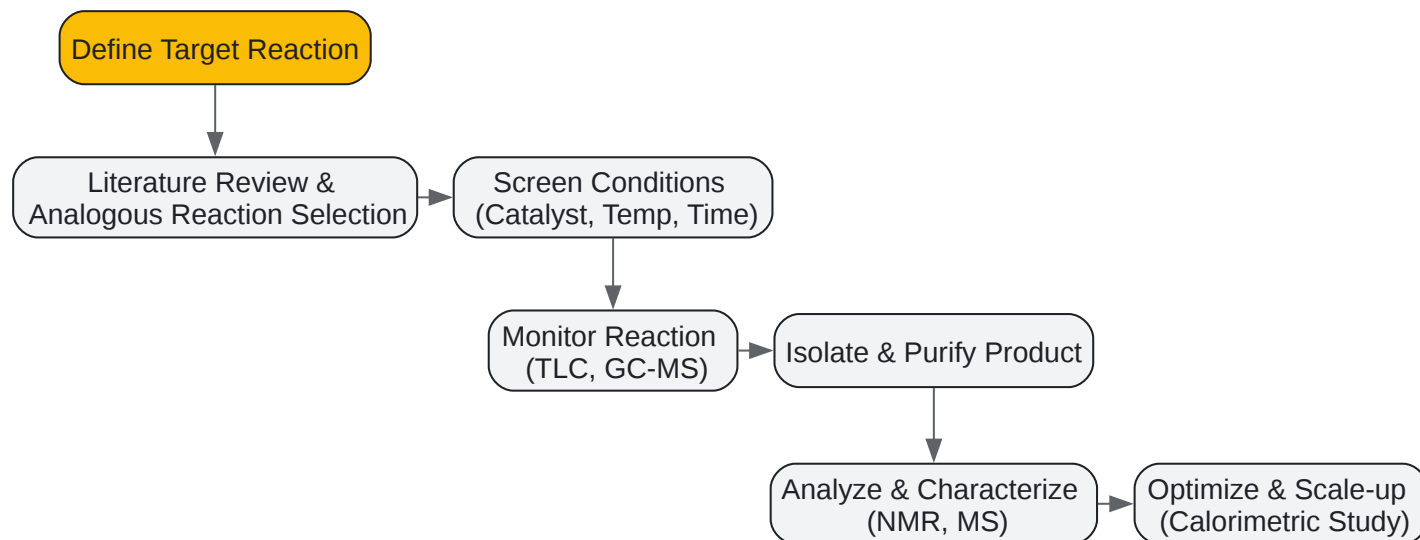 Define Target Reaction
Literature Review &
Analogous Reaction Selection
Screen Conditions
(Catalyst, Temp, Time)
Monitor Reaction
(TLC, GC-MS)
Isolate & Purify Product
Analyze & Characterize
(NMR, MS)
Optimize & Scale-up
(Calorimetric Study)